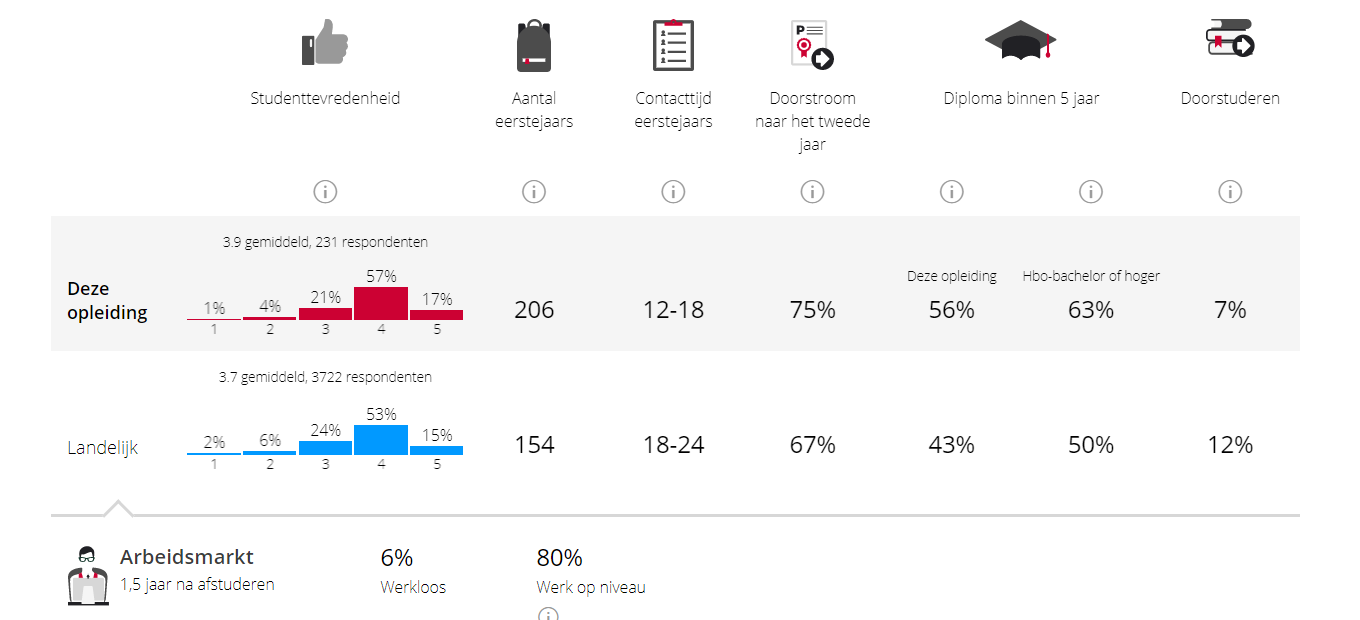 Studenttevredenheid
Aantal
eerstejaars
Contacttijd
eerstejaars
Doorstroom
naar het tweede
jaar
Diploma binnen 5 jaar
Doorstuderen
3.9 gemiddeld, 231 respondenten
Deze
opleiding
1% 4% 21% 57% 17%
1 2 3 4 5
206
12-18
75%
Deze opleiding
56%
Hbo-bachelor of hoger
63%
7%
3.7 gemiddeld, 3722 respondenten
Landelijk
2% 6% 24% 53% 15%
1 2 3 4 5
154
18-24
67%
43%
50%
12%
Arbeidsmarkt
1,5 jaar na afstuderen
6%
Werkloos
80%
Werk op niveau